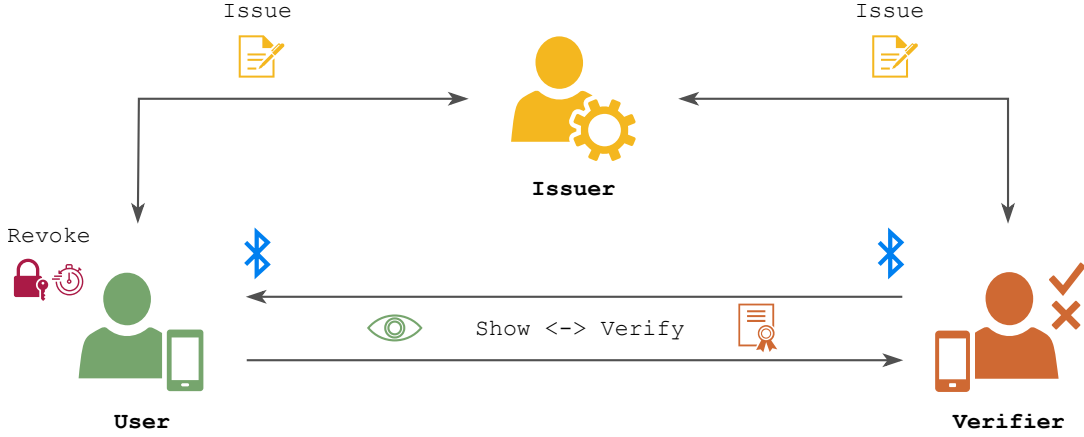 Issue
Issue
Issuer
Revoke
Show <-> Verify
User
Verifier